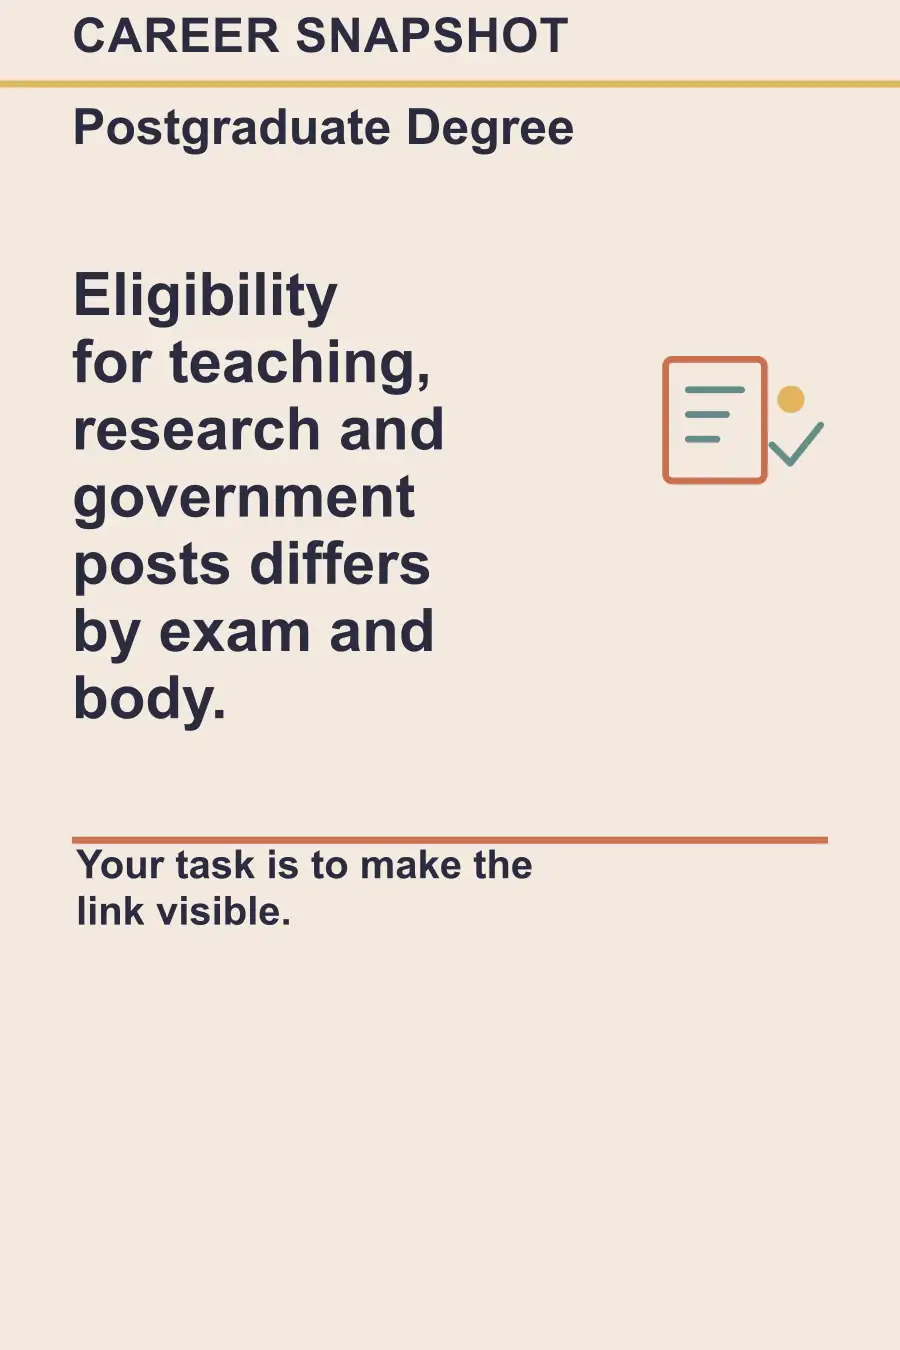 CAREER SNAPSHOT
Postgraduate Degree
Eligibility
for teaching,
research and
government
posts differs
by exam and
body.
Your task is to make the
link visible.